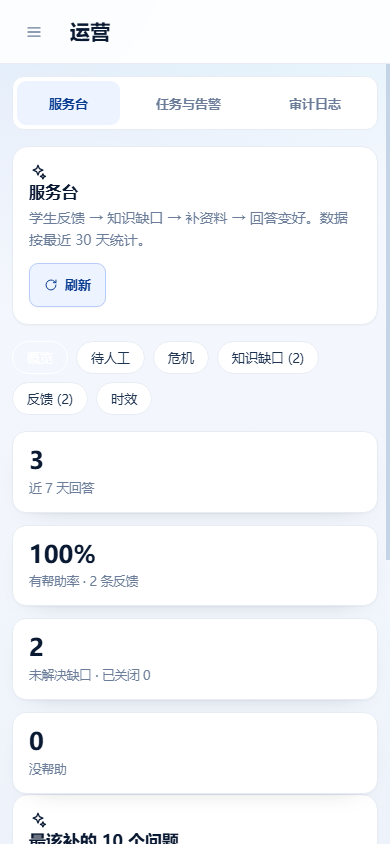 运营
服务台 任务与告警 审计日志
服务台
学生反馈 → 知识缺口 → 补资料 → 回答变好。数据
按最近 30 天统计。
刷新
概览 待人工 危机 知识缺口 (2)
反馈 (2) 时效
3
近 7 天回答
100%
有帮助率 · 2 条反馈
2
未解决缺口 · 已关闭 0
0
没帮助
最该补的 10 个问题